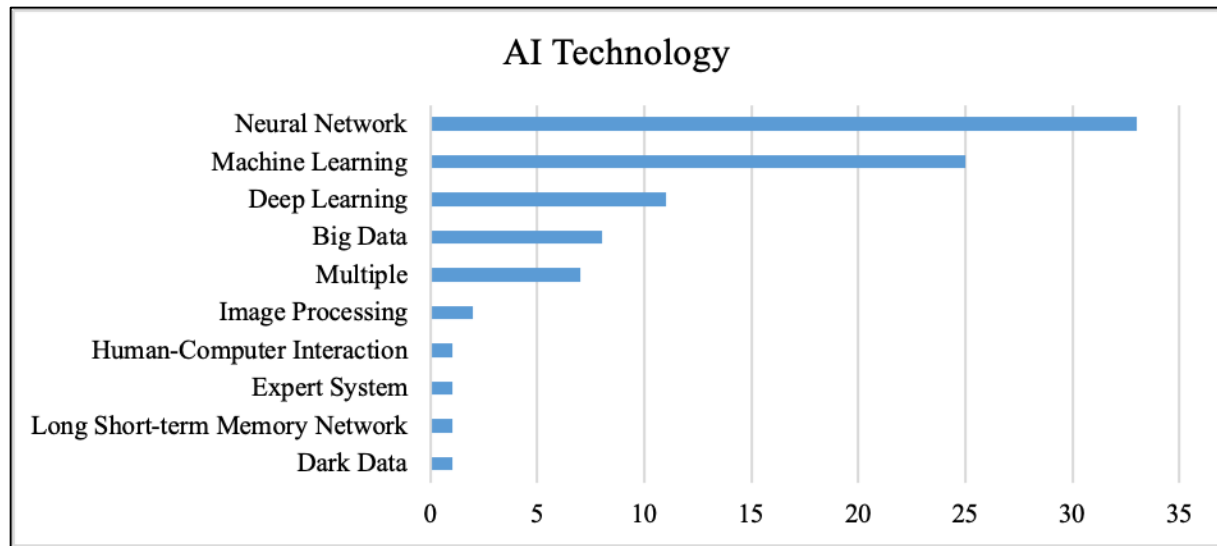 AI Technology
Neural Network
Machine Learning
Deep Learning
Big Data
Multiple
Image Processing
Human-Computer Interaction
Expert System
Long Short-term Memory Network
Dark Data
0 5 10 15 20 25 30 35